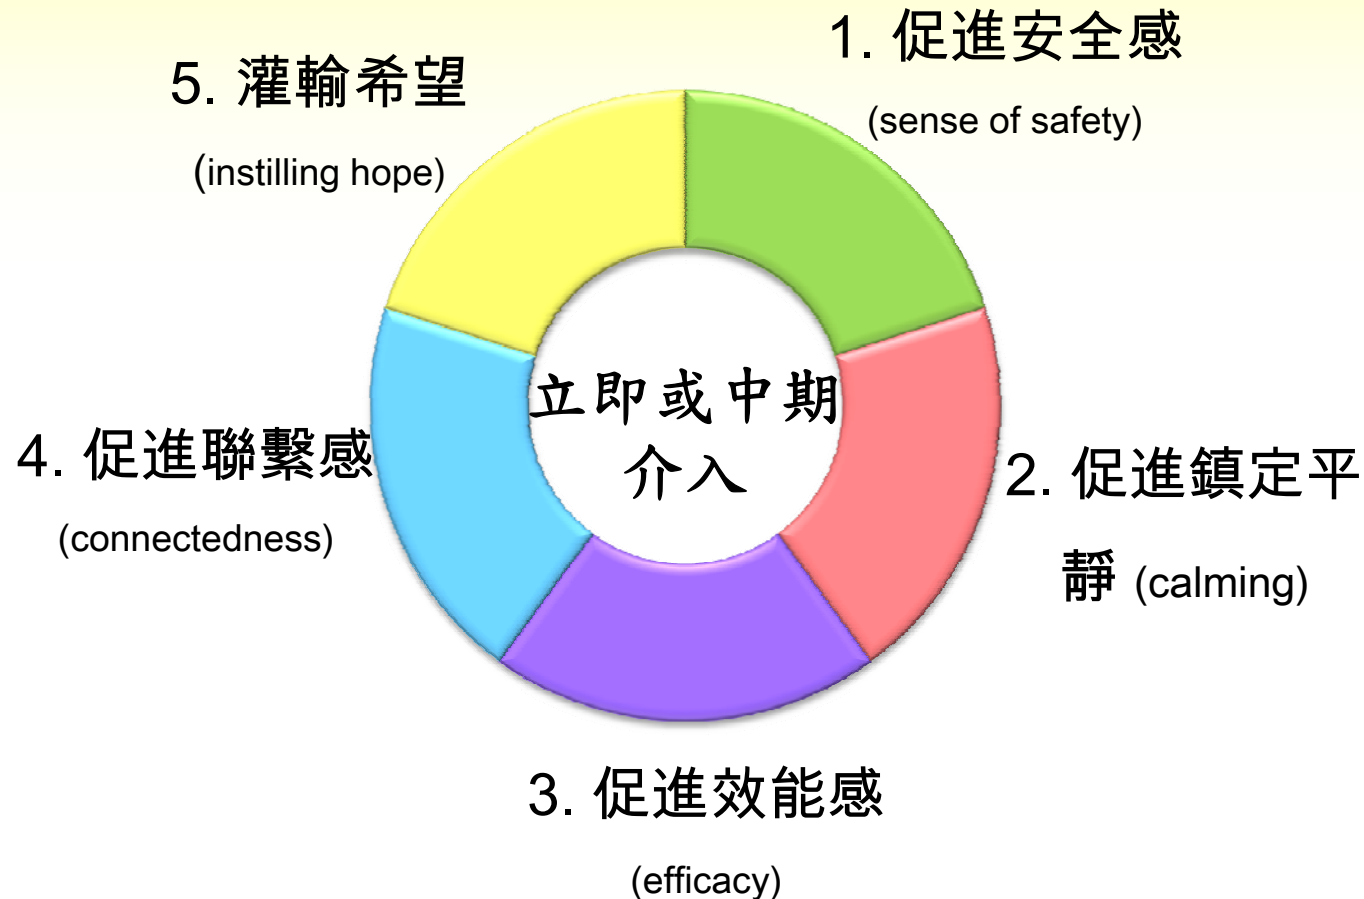 1. 促進安全感
(sense of safety)
2. 促進鎮定平
靜 (calming)
3. 促進效能感
(efficacy)
4. 促進聯繫感
(connectedness)
5. 灌輸希望
(instilling hope)
立即或中期
介入